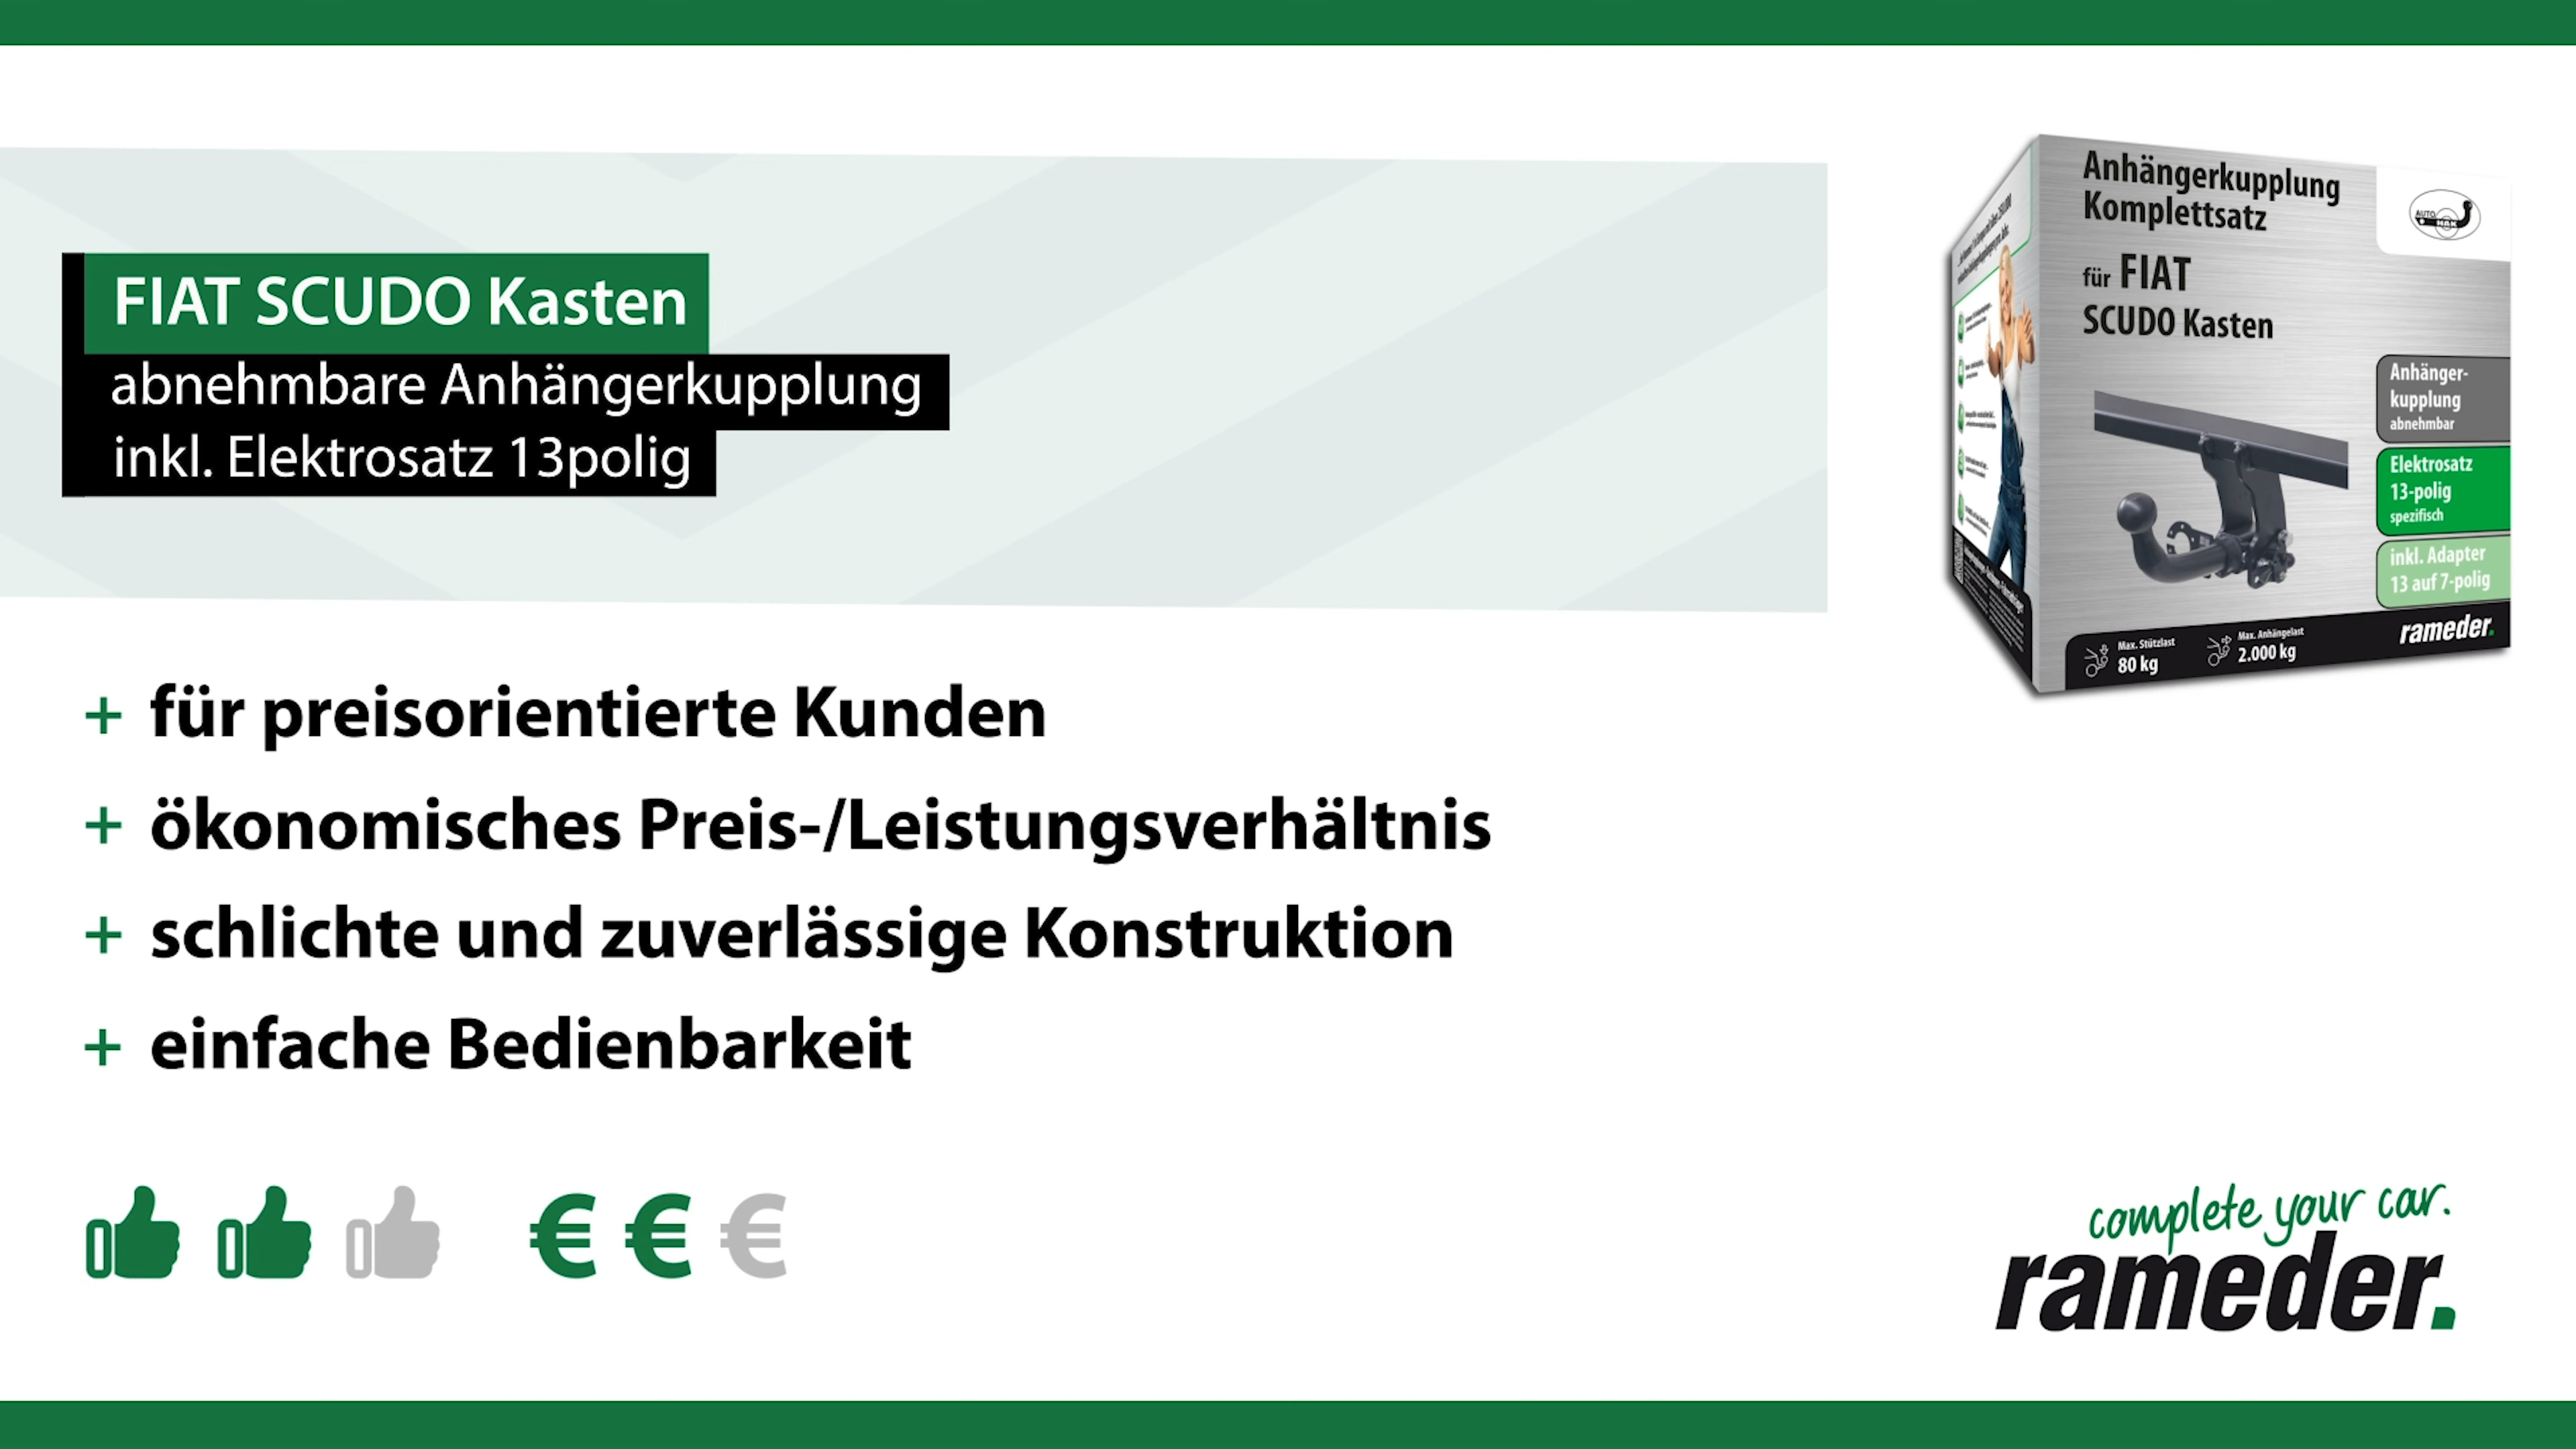 FIAT SCUDO Kasten
abnehmbare Anhängerkupplung
inkl. Elektrosatz 13polig
+ für preisorientierte Kunden
+ ökonomisches Preis-/Leistungsverhältnis
+ schlichte und zuverlässige Konstruktion
+ einfache Bedienbarkeit
€ € €
Anhängerkupplung
Komplettsatz
für FIAT
SCUDO Kasten
AUTO
HAK
Anhänger-
kupplung
abnehmbar
Elektrosatz
13-polig
spezifisch
inkl. Adapter
13 auf 7-polig
Max. Stützlast
80 kg
Max. Anhängelast
2.000 kg
rameder.
complete your car.
rameder.